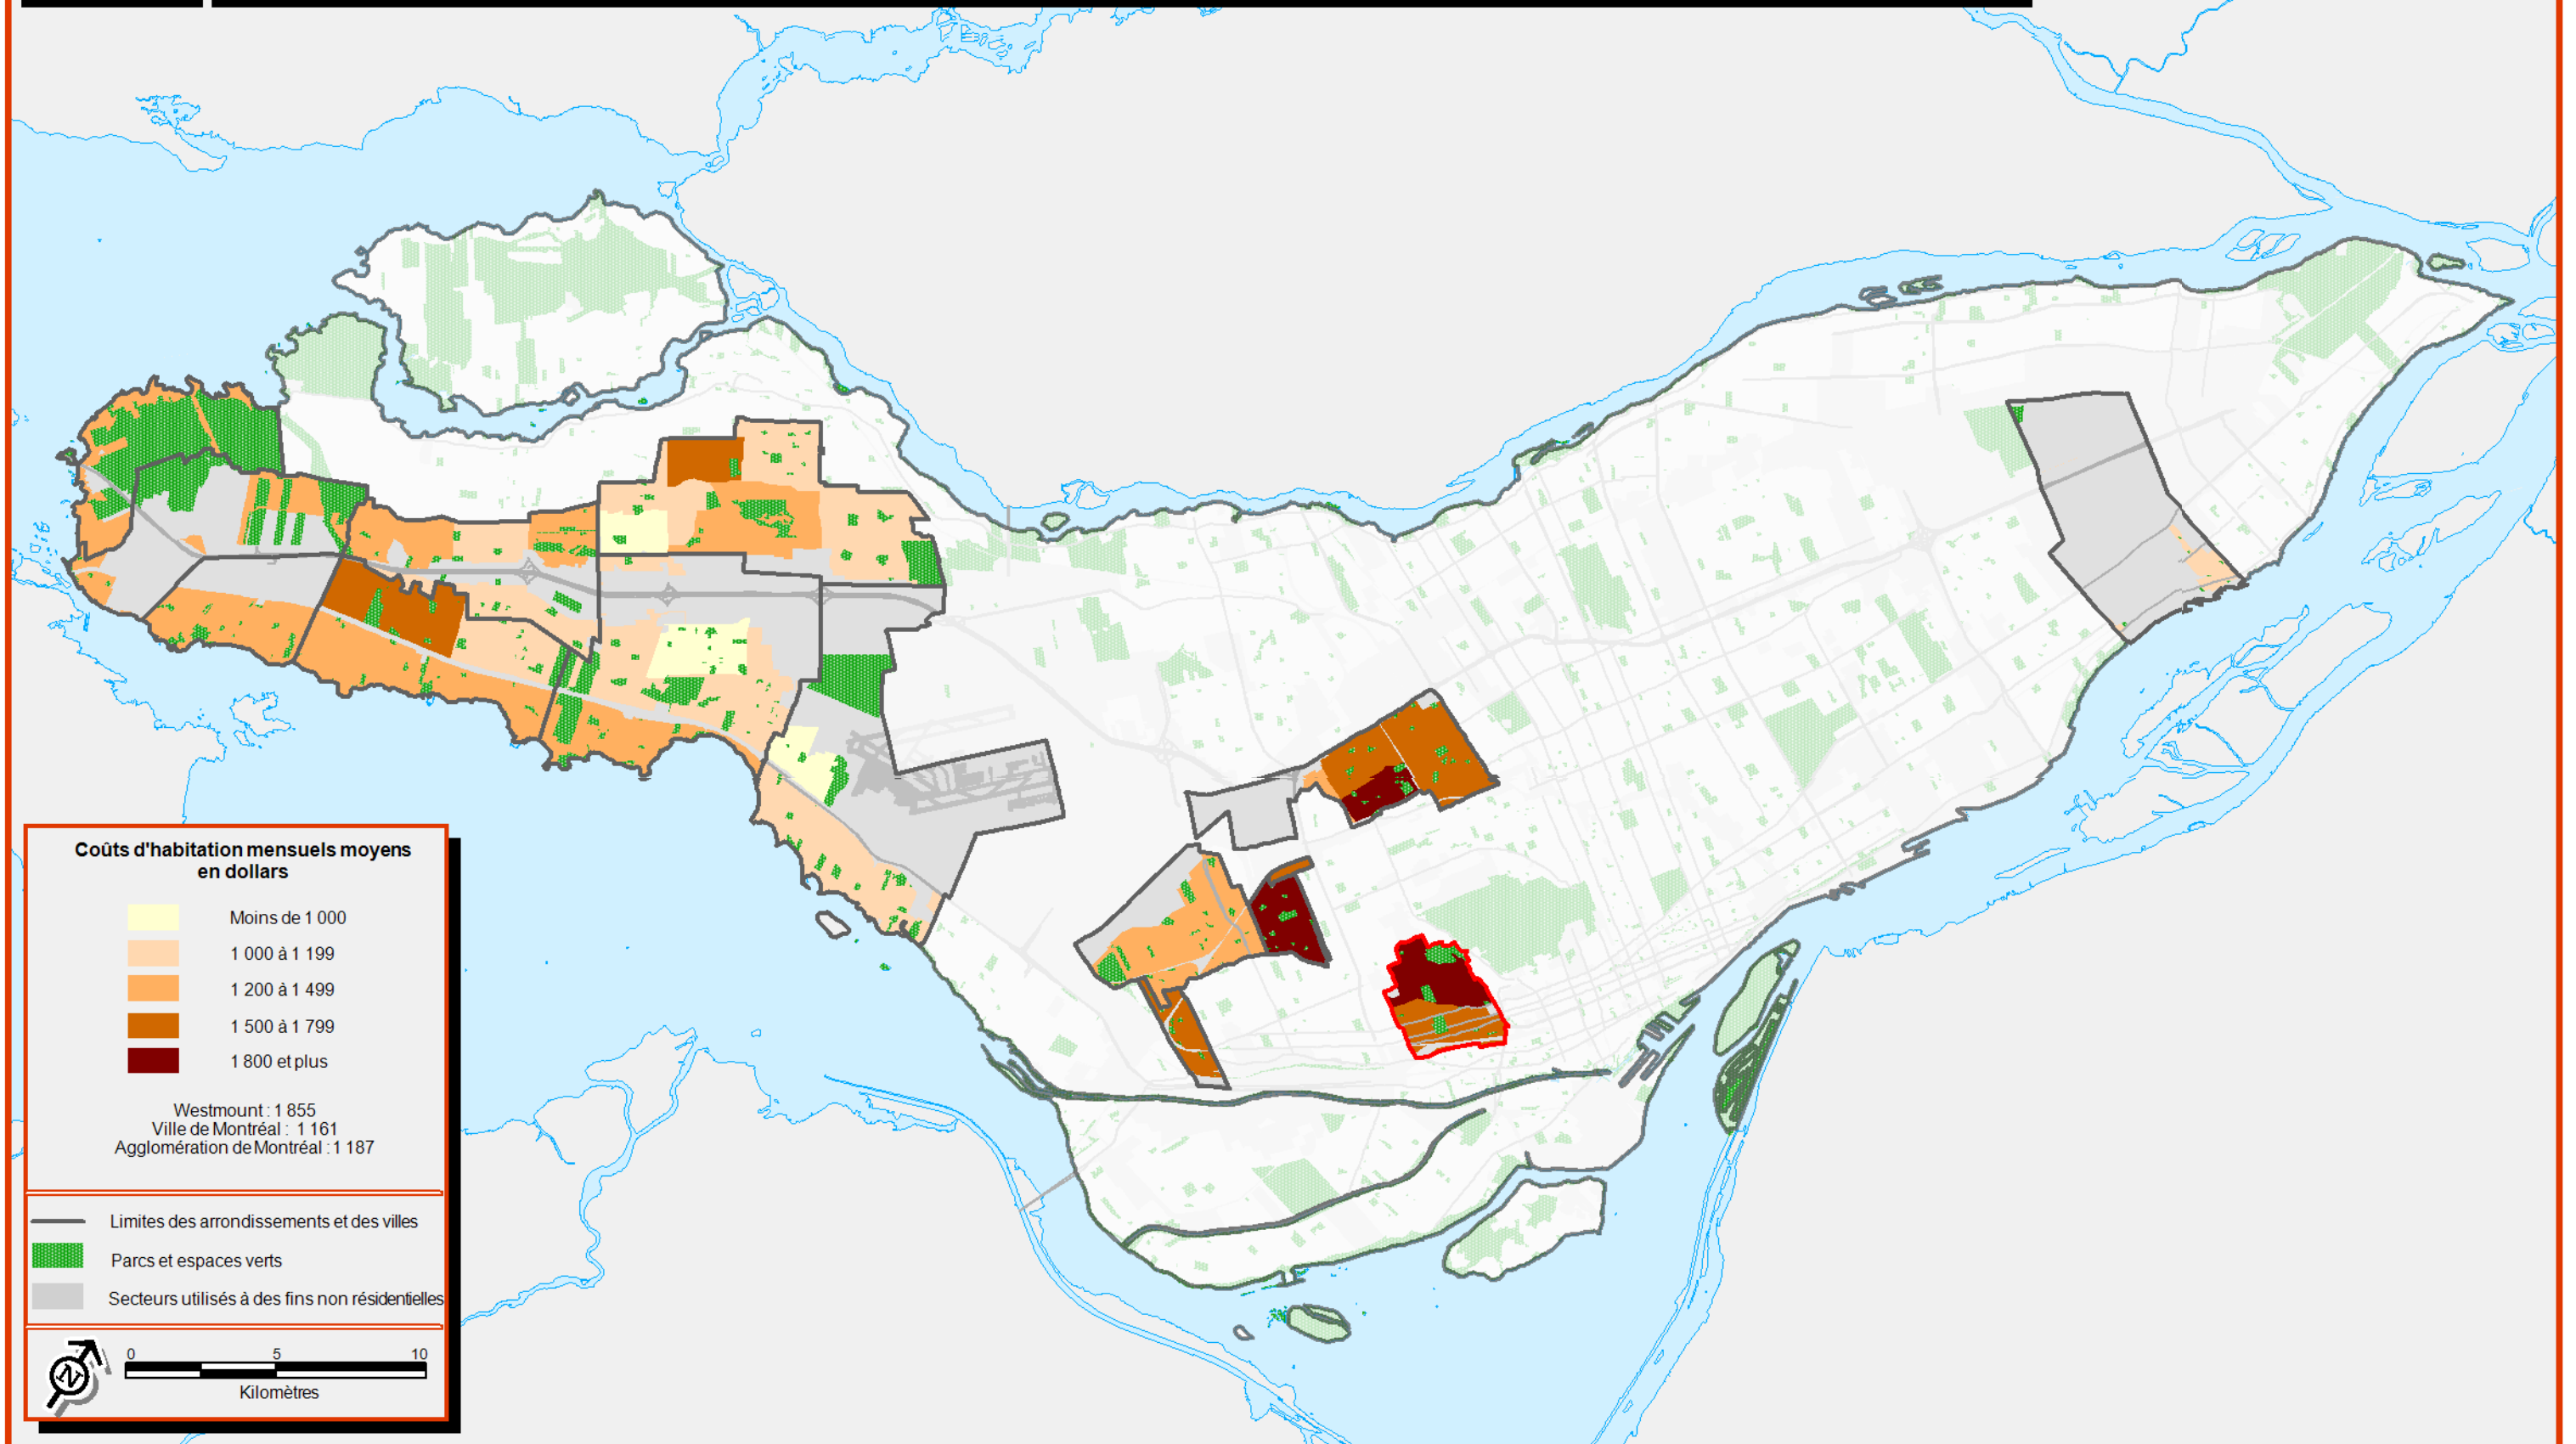 Coûts d'habitation mensuels moyens
en dollars
Moins de 1 000
1 000 à 1 199
1 200 à 1 499
1 500 à 1 799
1 800 et plus
Westmount : 1 855
Ville de Montréal : 1 161
Agglomération de Montréal : 1 187
Limites des arrondissements et des villes
Parcs et espaces verts
Secteurs utilisés à des fins non résidentielles
N
0 5 10
Kilomètres